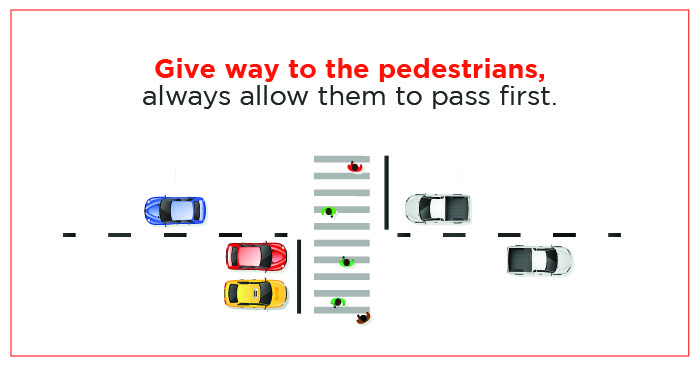 Give way to the pedestrians,
always allow them to pass first.